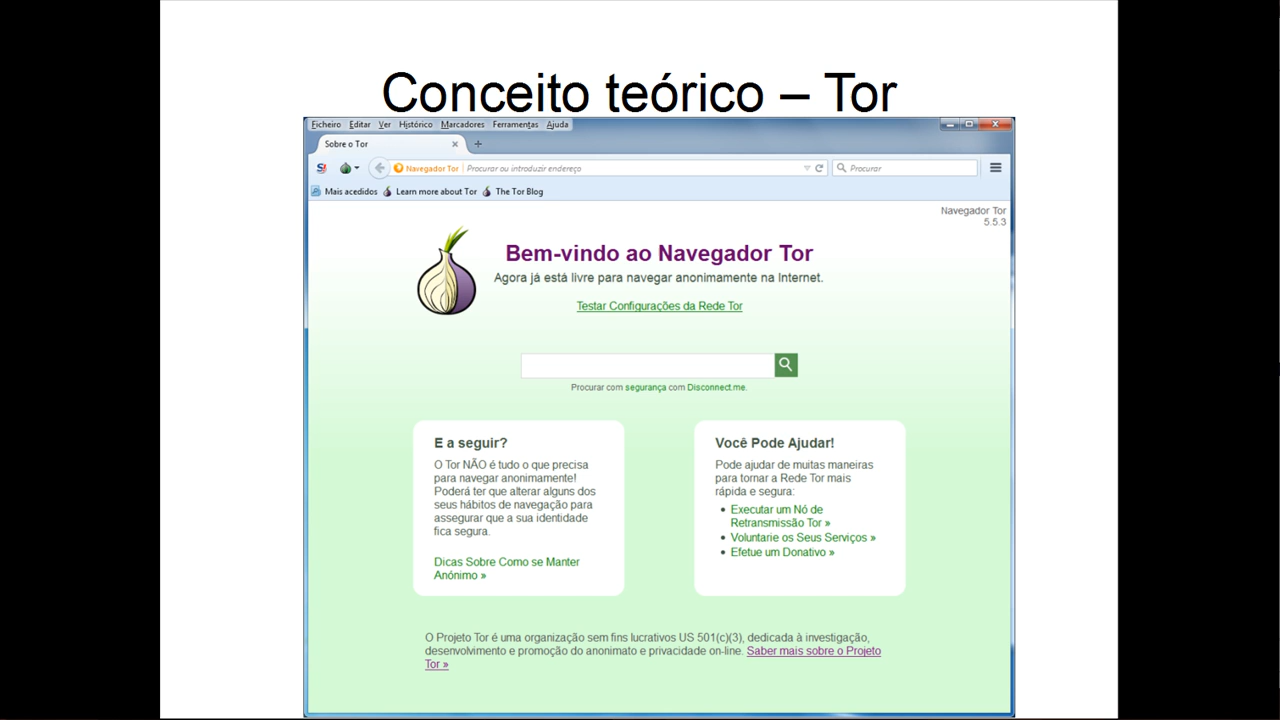 Conceito teórico – Tor
Ficheiro Editar Ver Histórico Marcadores Ferramentas Ajuda
Sobre o Tor
S! Navegador Tor Procurar ou introduzir endereço Procurar
Mais acedidos Learn more about Tor The Tor Blog
Navegador Tor
5.5.3
Bem-vindo ao Navegador Tor
Agora já está livre para navegar anonimamente na Internet.
Testar Configurações da Rede Tor
Procurar com segurança com Disconnect.me.
E a seguir?
O Tor NÃO é tudo o que precisa
para navegar anonimamente!
Poderá ter que alterar alguns dos
seus hábitos de navegação para
assegurar que a sua identidade
fica segura.
Dicas Sobre Como se Manter
Anónimo »
Você Pode Ajudar!
Pode ajudar de muitas maneiras
para tornar a Rede Tor mais
rápida e segura:
• Executar um Nó de
Retransmissão Tor »
• Voluntarie os Seus Serviços »
• Efetue um Donativo »
O Projeto Tor é uma organização sem fins lucrativos US 501(c)(3), dedicada à investigação,
desenvolvimento e promoção do anonimato e privacidade on-line. Saber mais sobre o Projeto
Tor »